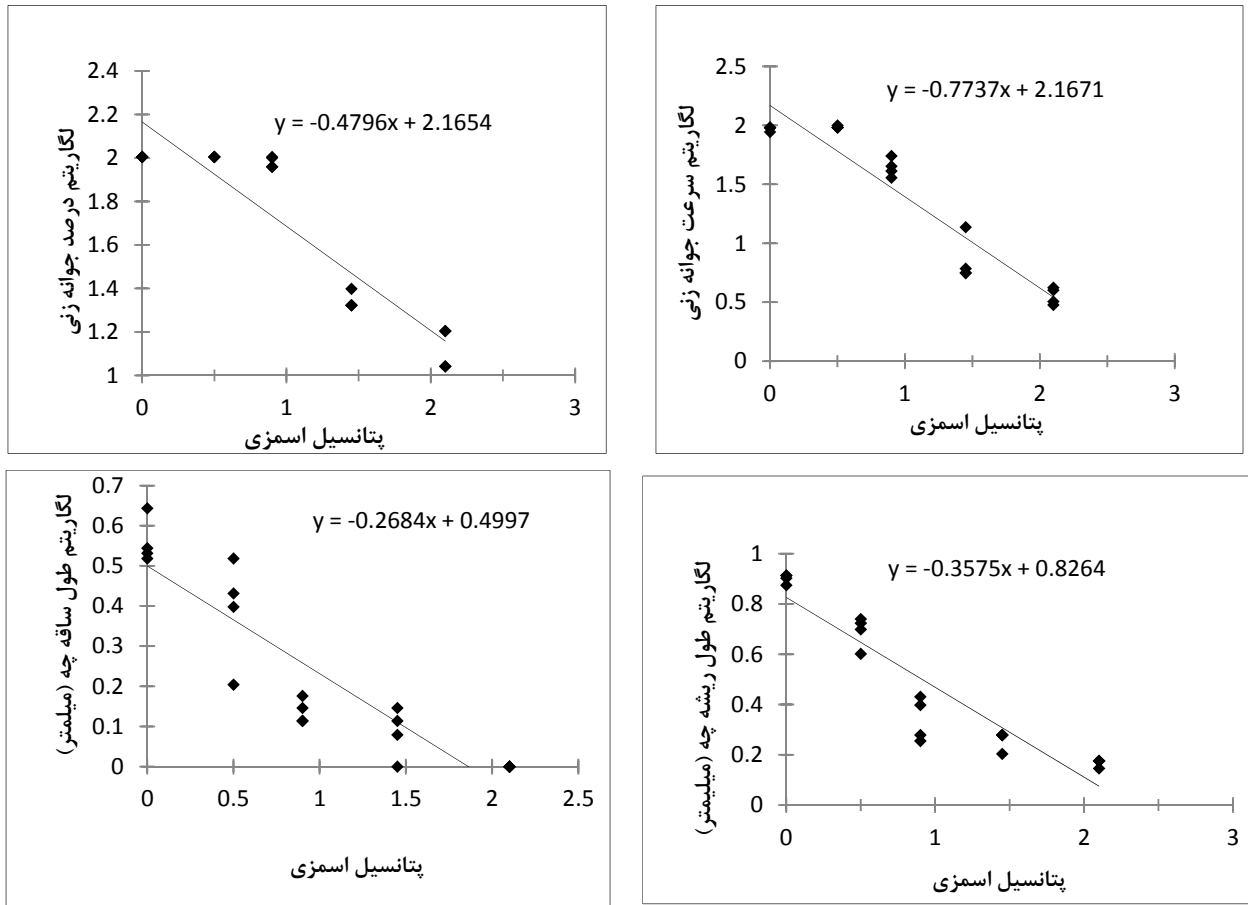 لگاریتم درصد جوانه زنی
2.4
2.2
2
1.8
1.6
1.4
1.2
1
y = -0.4796x + 2.1654
0 1 2 3
پتانسیل اسمزی
لگاریتم سرعت جوانه زنی
2.5
2
1.5
1
0.5
0
y = -0.7737x + 2.1671
0 1 2 3
پتانسیل اسمزی
لگاریتم طول ساقه چه (میلمتر)
0.7
0.6
0.5
0.4
0.3
0.2
0.1
0
y = -0.2684x + 0.4997
0 0.5 1 1.5 2 2.5
پتانسیل اسمزی
لگاریتم طول ریشه چه (میلیمتر)
1
0.8
0.6
0.4
0.2
0
y = -0.3575x + 0.8264
0 1 2 3
پتانسیل اسمزی